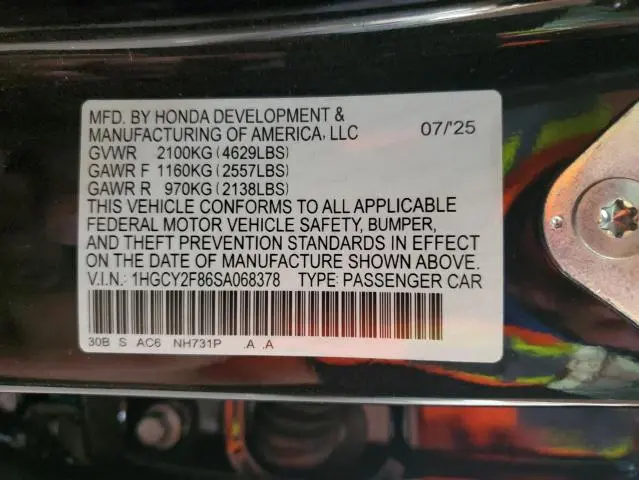 MFD. BY HONDA DEVELOPMENT &
MANUFACTURING OF AMERICA, LLC 07/'25
GVWR 2100KG (4629LBS)
GAWR F 1160KG (2557LBS)
GAWR R 970KG (2138LBS)
THIS VEHICLE CONFORMS TO ALL APPLICABLE
FEDERAL MOTOR VEHICLE SAFETY, BUMPER,
AND THEFT PREVENTION STANDARDS IN EFFECT
ON THE DATE OF MANUFACTURE SHOWN ABOVE.
V.I.N.: 1HGCY2F86SA068378 TYPE: PASSENGER CAR
30B S AC6 NH731P .A .A